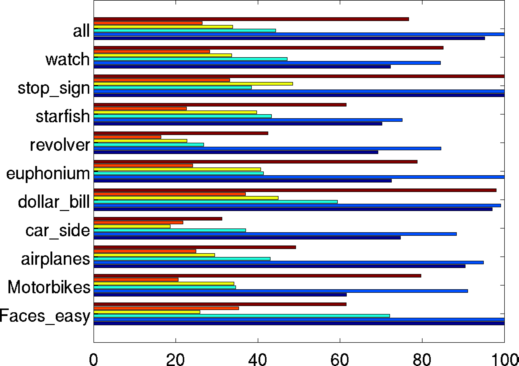 all
watch
stop_sign
starfish
revolver
euphonium
dollar_bill
car_side
airplanes
Motorbikes
Faces_easy
0 20 40 60 80 100